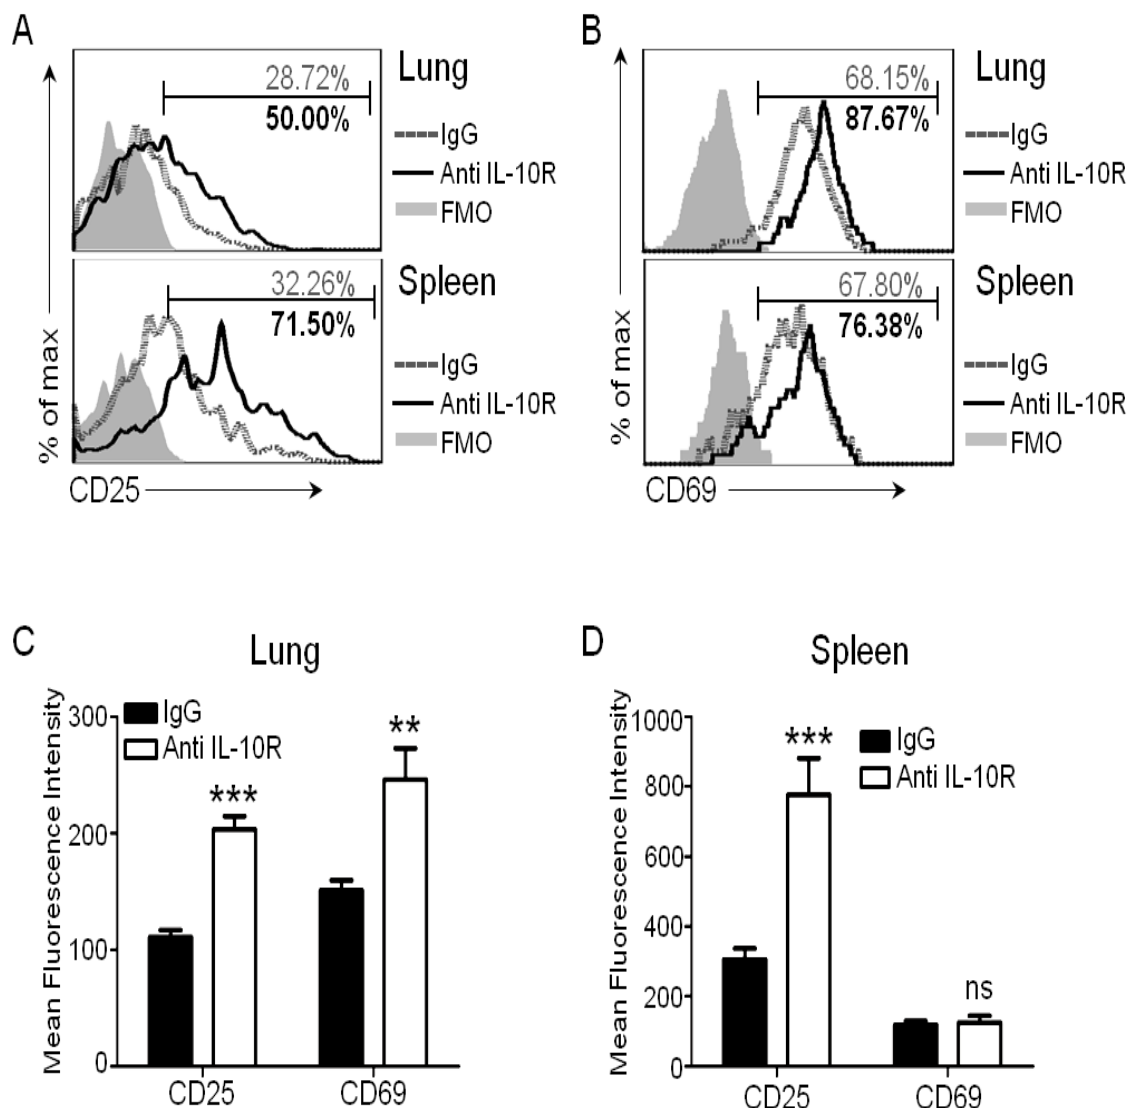 A
B
28.72%
50.00%
Lung
IgG
Anti IL-10R
FMO
68.15%
87.67%
Lung
IgG
Anti IL-10R
FMO
32.26%
71.50%
Spleen
IgG
Anti IL-10R
FMO
% of max
CD25
67.80%
76.38%
Spleen
IgG
Anti IL-10R
FMO
% of max
CD69
C
Lung
Mean Fluorescence Intensity
300
200
100
0
IgG
Anti IL-10R
***
**
CD25
CD69
D
Spleen
Mean Fluorescence Intensity
1000
800
600
400
200
0
***
IgG
Anti IL-10R
ns
CD25
CD69